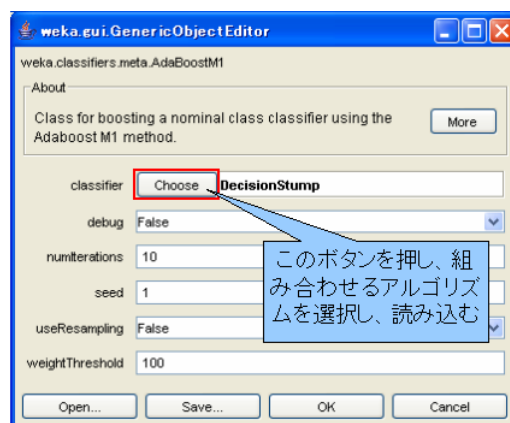 weka.gui.GenericObjectEditor
weka.classifiers.meta.AdaBoostM1
About
Class for boosting a nominal class classifier using the
Adaboost M1 method.
More
classifier Choose DecisionStump
debug False
numIterations 10
seed 1
useResampling False
weightThreshold 100
このボタンを押し、組
み合わせるアルゴリズ
ムを選択し、読み込む
Open... Save... OK Cancel